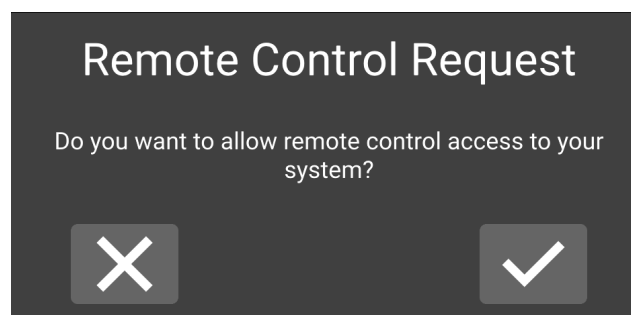 Remote Control Request
Do you want to allow remote control access to your
system?